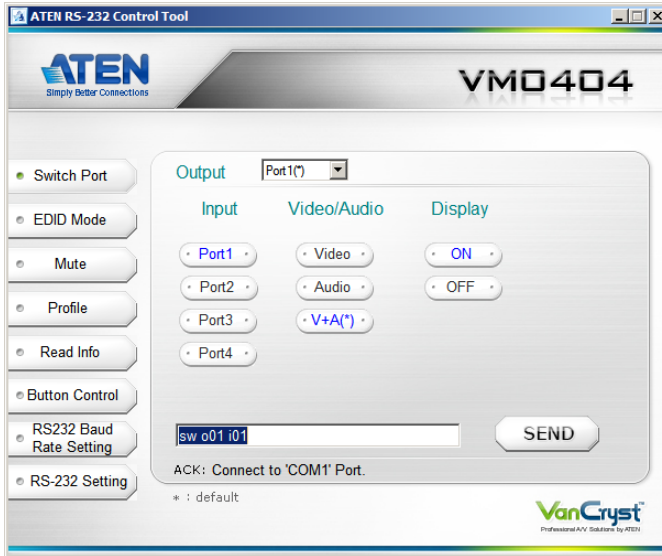 ATEN RS-232 Control Tool
ATEN
Simply Better Connections
VM0404
Switch Port
EDID Mode
Mute
Profile
Read Info
Button Control
RS232 Baud
Rate Setting
RS-232 Setting
Output Port1(*)
Input Video/Audio Display
Port1 Video ON
Port2 Audio OFF
Port3 V+A(*)
Port4
sw o01 i01 SEND
ACK: Connect to 'COM1' Port.
* : default
VanCryst™
Professional A/V Solutions by ATEN